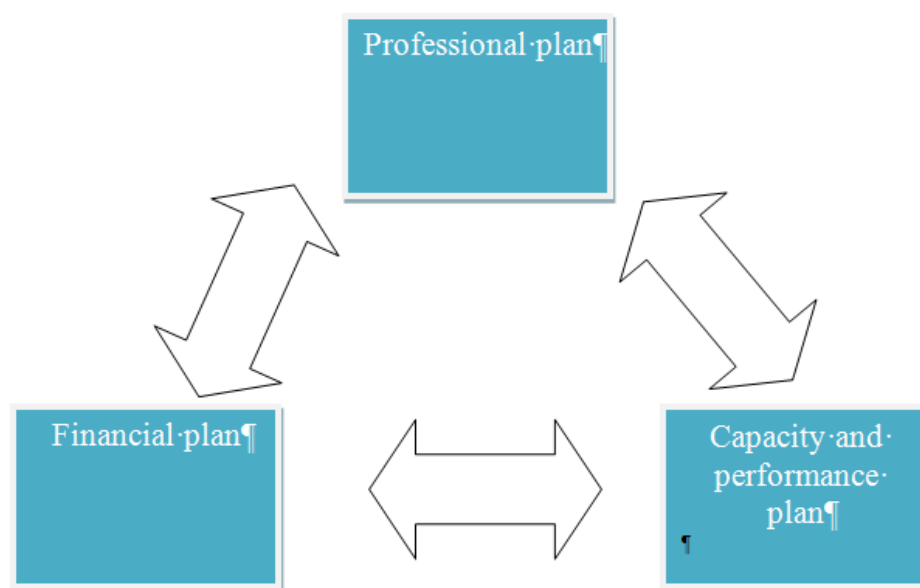 Professional·plan¶
Financial·plan¶
Capacity·and·
performance·
plan¶
¶